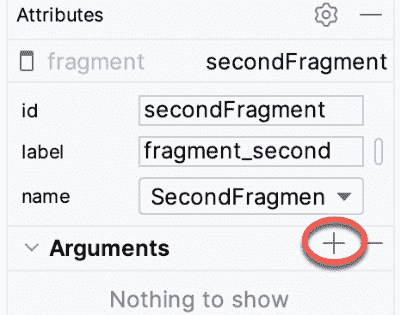 Attributes
fragment secondFragment
id secondFragment
label fragment_second
name SecondFragmen
Arguments
Nothing to show